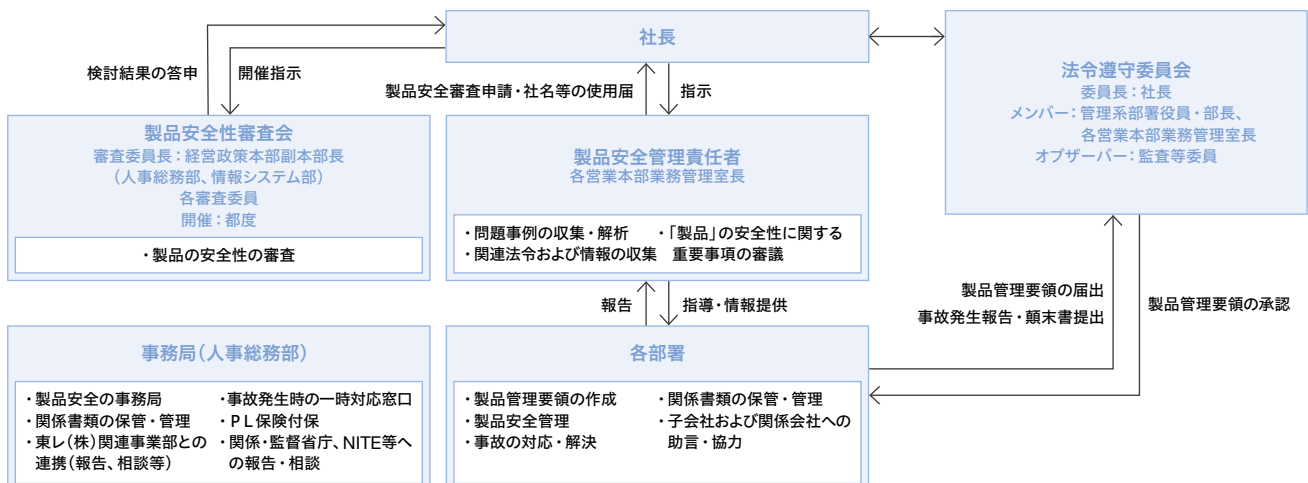 社長
検討結果の答申
開催指示
製品安全審査申請・社名等の使用届
指示
法令遵守委員会
委員長：社長
メンバー：管理系部署役員・部長、
各営業本部業務管理室長
オブザーバー：監査等委員
製品安全性審査会
審査委員長：経営政策本部副本部長
（人事総務部、情報システム部）
各審査委員
開催：都度
・製品の安全性の審査
製品安全管理責任者
各営業本部業務管理室長
・問題事例の収集・解析
・関連法令および情報の収集
・「製品」の安全性に関する
重要事項の審議
報告
指導・情報提供
製品管理要領の届出
事故発生報告・顛末書提出
製品管理要領の承認
事務局（人事総務部）
・製品安全の事務局
・関係書類の保管・管理
・東レ（株）関連事業部との
連携（報告、相談等）
・事故発生時の一時対応窓口
・ＰＬ保険付保
・関係・監督省庁、NITE等へ
の報告・相談
各部署
・製品管理要領の作成
・製品安全管理
・事故の対応・解決
・関係書類の保管・管理
・子会社および関係会社への
助言・協力